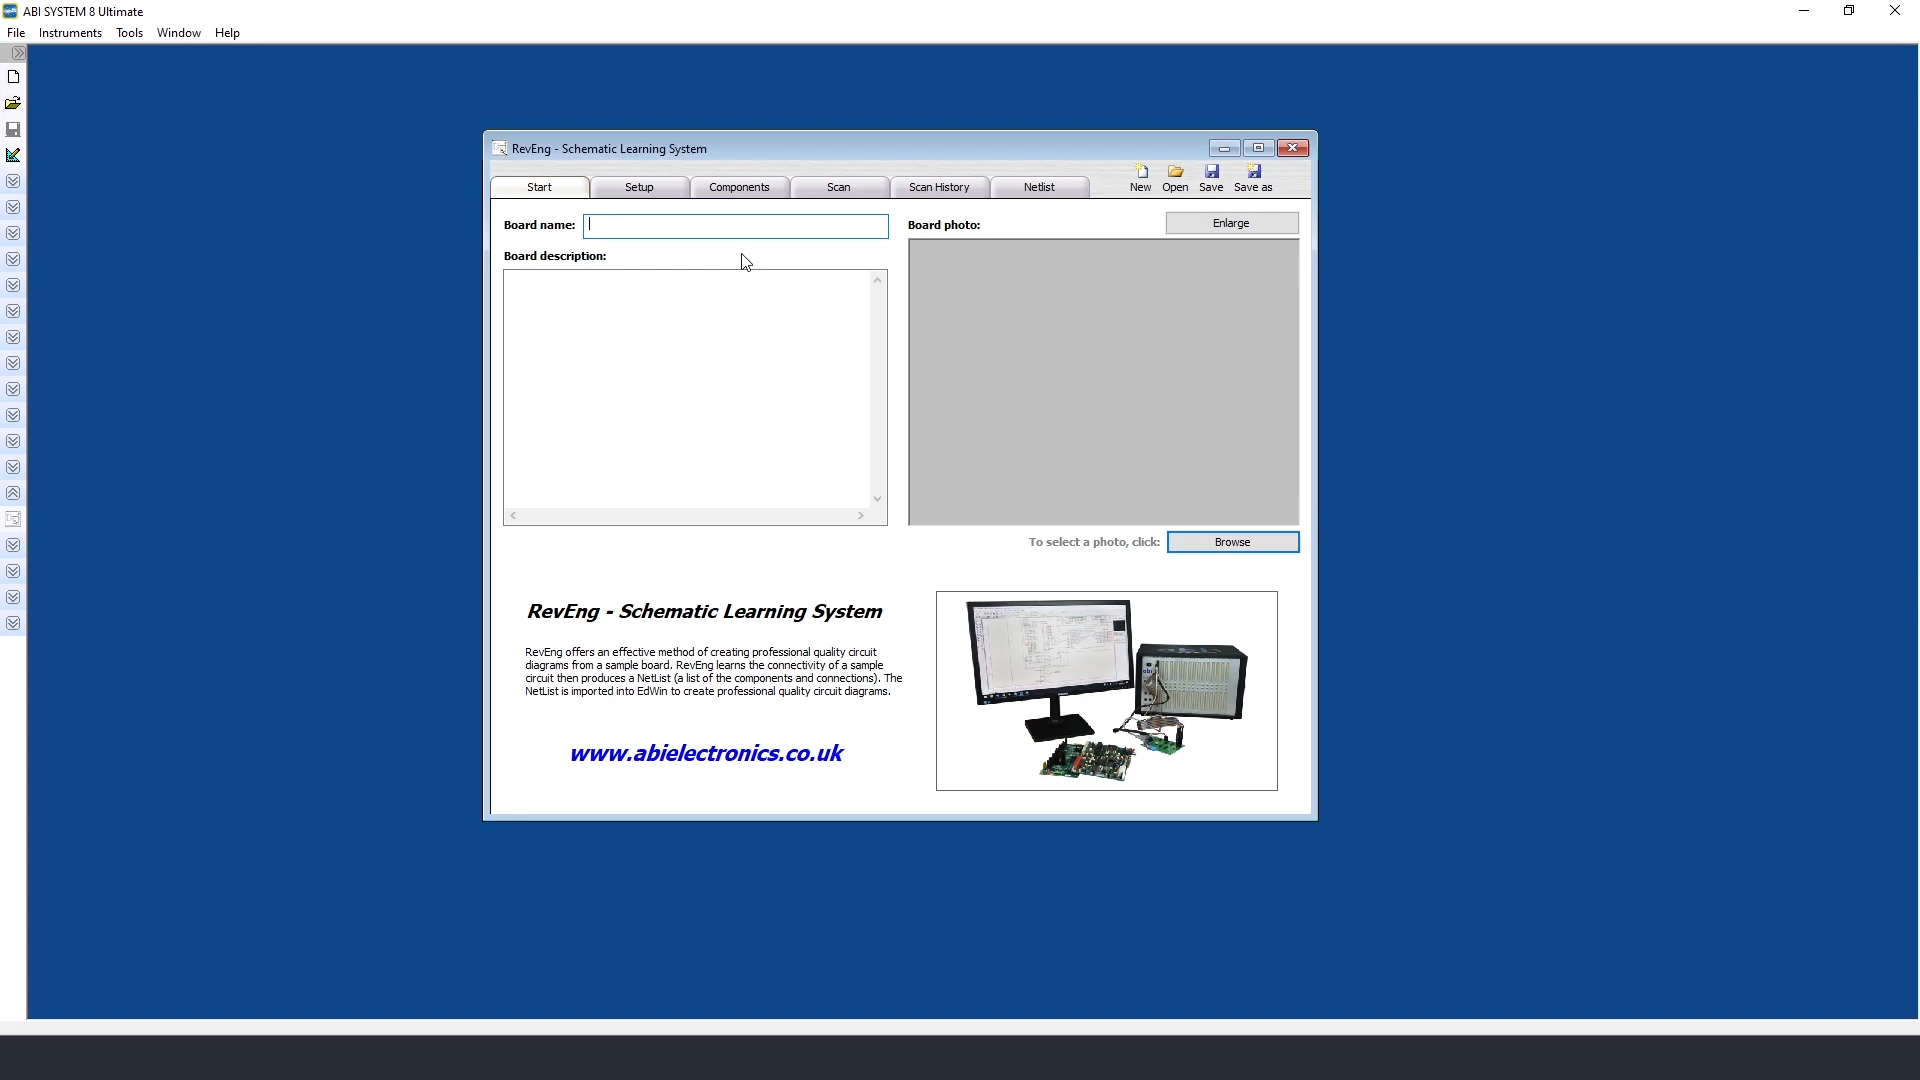 ABI SYSTEM 8 Ultimate
File Instruments Tools Window Help
RevEng - Schematic Learning System
Start Setup Components Scan Scan History Netlist New Open Save Save as
Board name: Board photo: Enlarge
Board description:
To select a photo, click: Browse
RevEng - Schematic Learning System
RevEng offers an effective method of creating professional quality circuit
diagrams from a sample board. RevEng learns the connectivity of a sample
circuit then produces a NetList (a list of the components and connections). The
NetList is imported into EdWin to create professional quality circuit diagrams.
www.abielectronics.co.uk